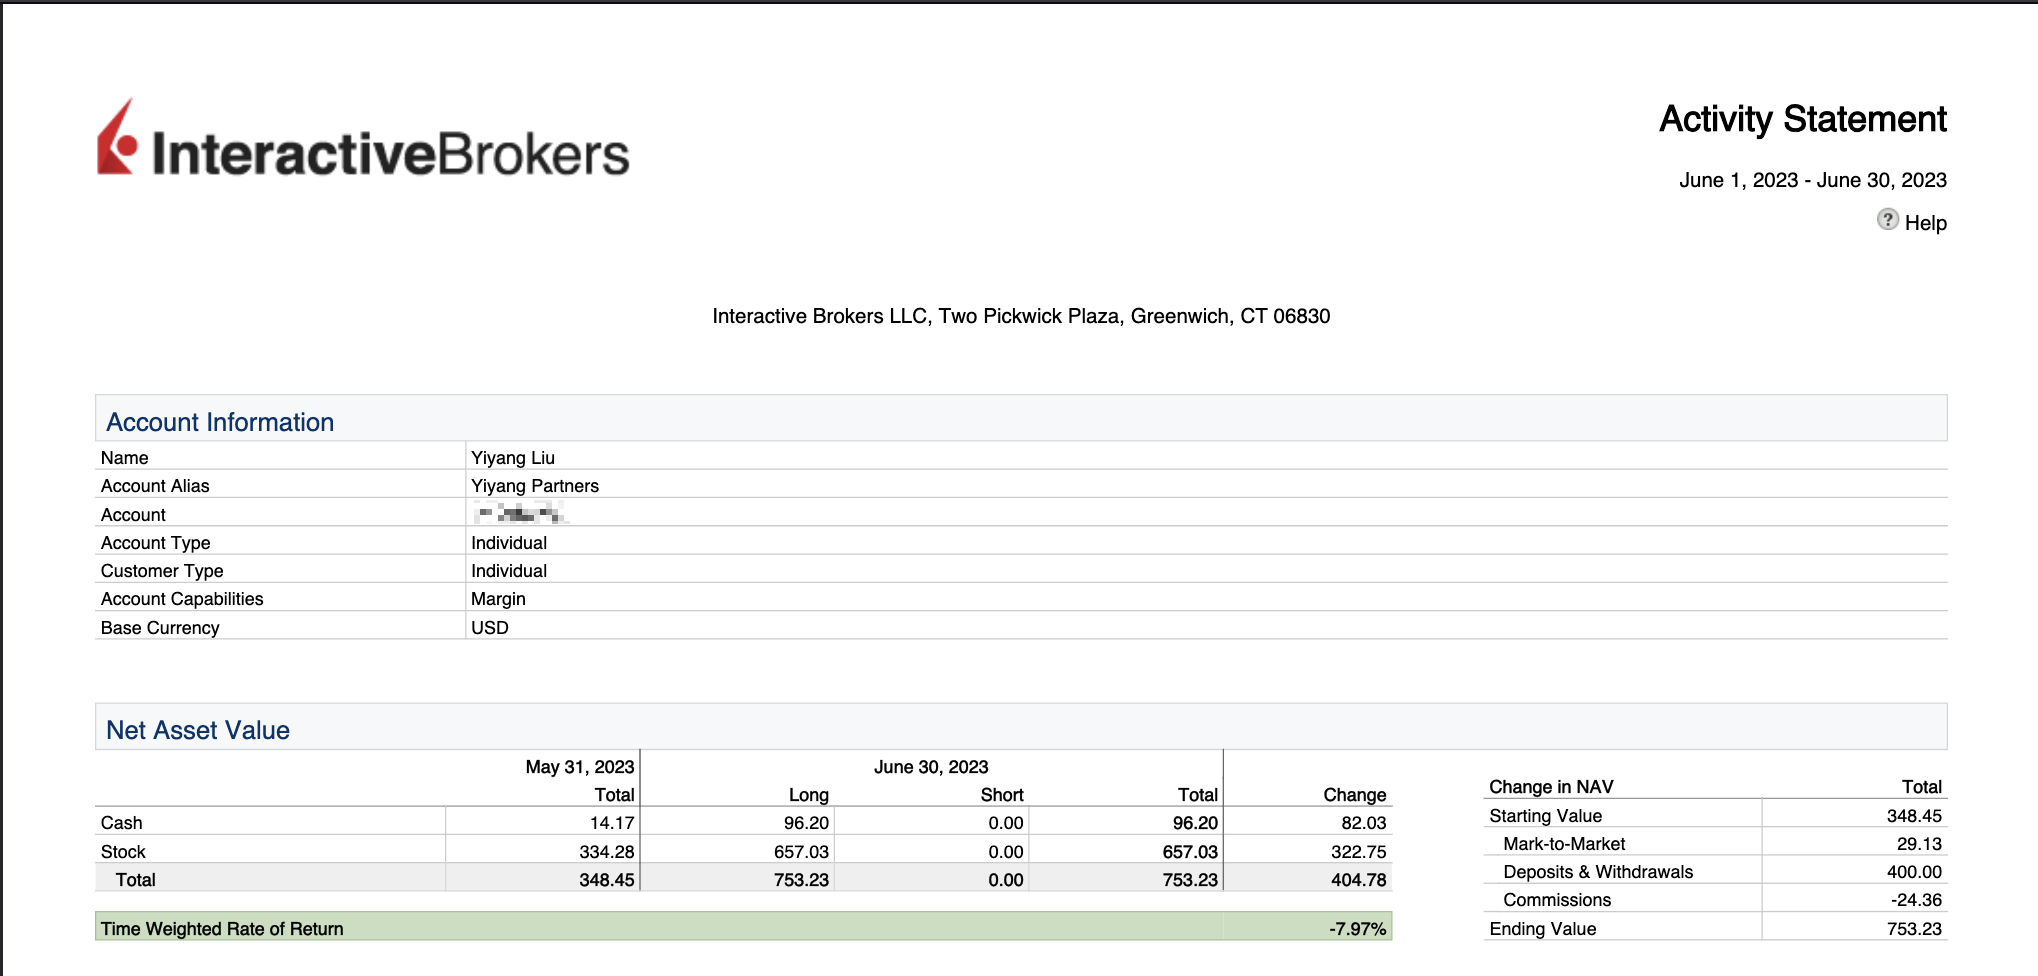 InteractiveBrokers
Activity Statement
June 1, 2023 - June 30, 2023
? Help
Interactive Brokers LLC, Two Pickwick Plaza, Greenwich, CT 06830
Account Information
Name Yiyang Liu
Account Alias Yiyang Partners
Account
Account Type Individual
Customer Type Individual
Account Capabilities Margin
Base Currency USD
Net Asset Value
May 31, 2023 June 30, 2023
Total Long Short Total Change
Cash 14.17 96.20 0.00 96.20 82.03
Stock 334.28 657.03 0.00 657.03 322.75
Total 348.45 753.23 0.00 753.23 404.78
Time Weighted Rate of Return -7.97%
Change in NAV Total
Starting Value 348.45
Mark-to-Market 29.13
Deposits & Withdrawals 400.00
Commissions -24.36
Ending Value 753.23